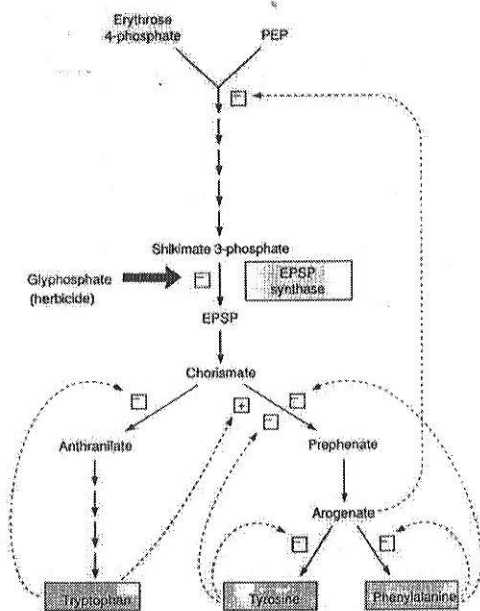 Erythrose
4-phosphate
PEP
−
Shikimate 3-phosphate
Glyphosphate
(herbicide)
−
EPSP
synthase
EPSP
Chorismate
−
+
−
−
Anthranilate
Prephenate
Arogenate
−
−
Tryptophan
Tyrosine
Phenylalanine